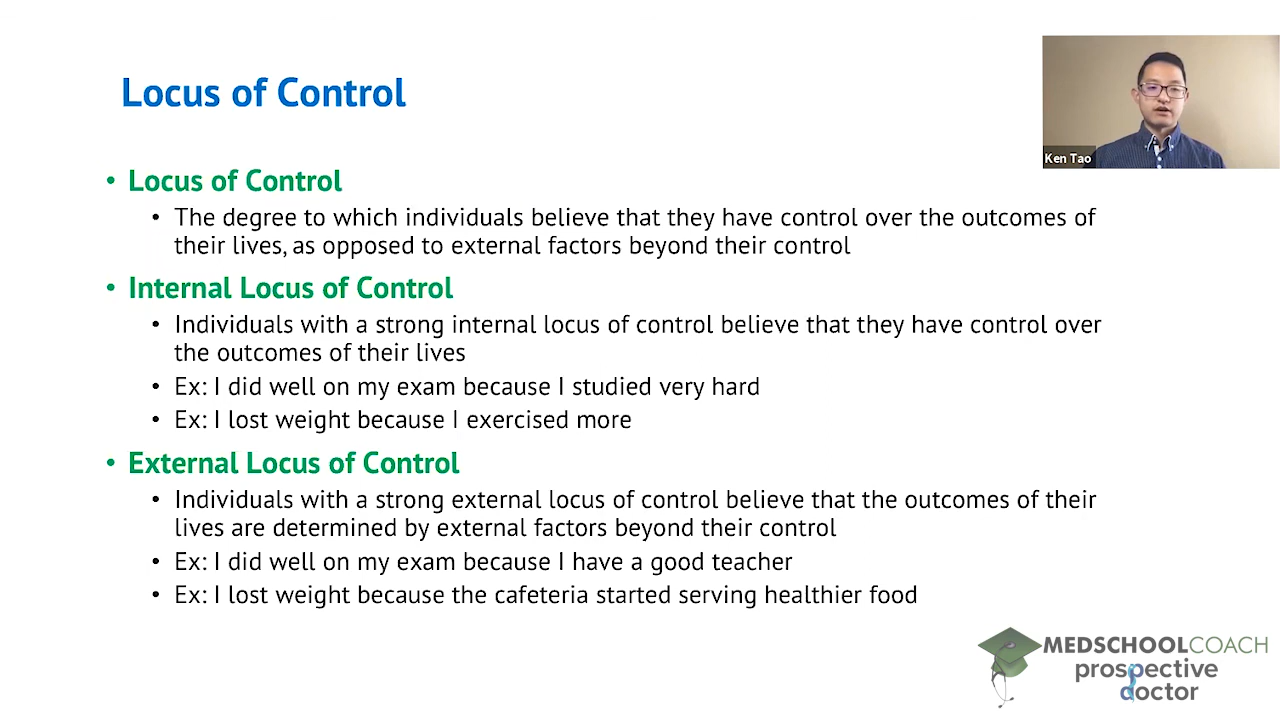 Locus of Control
Ken Tao
• Locus of Control
• The degree to which individuals believe that they have control over the outcomes of
their lives, as opposed to external factors beyond their control
• Internal Locus of Control
• Individuals with a strong internal locus of control believe that they have control over
the outcomes of their lives
• Ex: I did well on my exam because I studied very hard
• Ex: I lost weight because I exercised more
• External Locus of Control
• Individuals with a strong external locus of control believe that the outcomes of their
lives are determined by external factors beyond their control
• Ex: I did well on my exam because I have a good teacher
• Ex: I lost weight because the cafeteria started serving healthier food
MEDSCHOOLCOACH
prospective
doctor